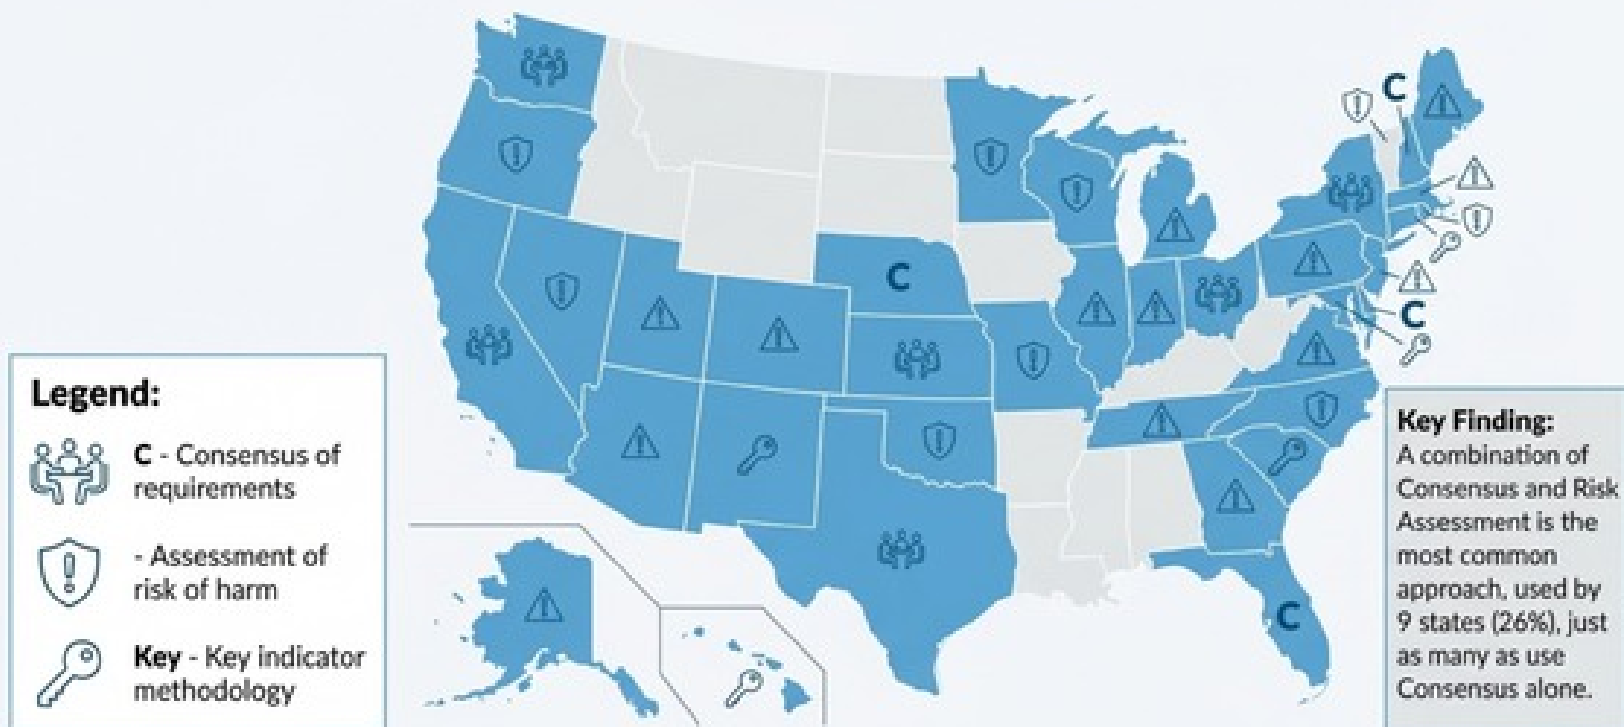 C
C
C
C
Legend:
C - Consensus of
requirements
- Assessment of
risk of harm
Key - Key indicator
methodology
Key Finding:
A combination of
Consensus and Risk
Assessment is the
most common
approach, used by
9 states (26%), just
as many as use
Consensus alone.